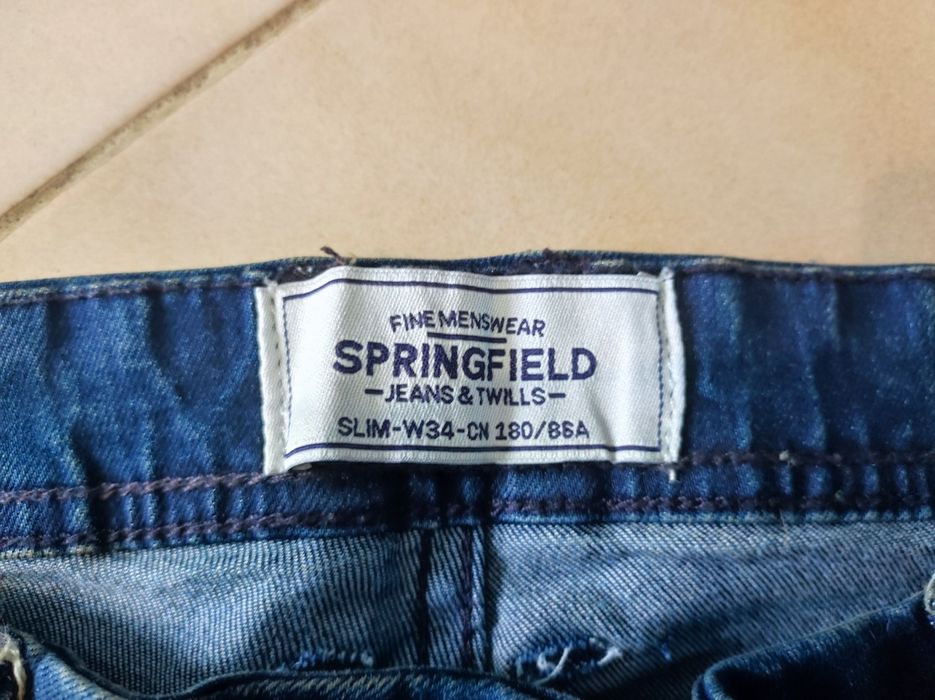 FINE MENSWEAR
SPRINGFIELD
-JEANS & TWILLS-
SLIM-W34-CN 180/86A